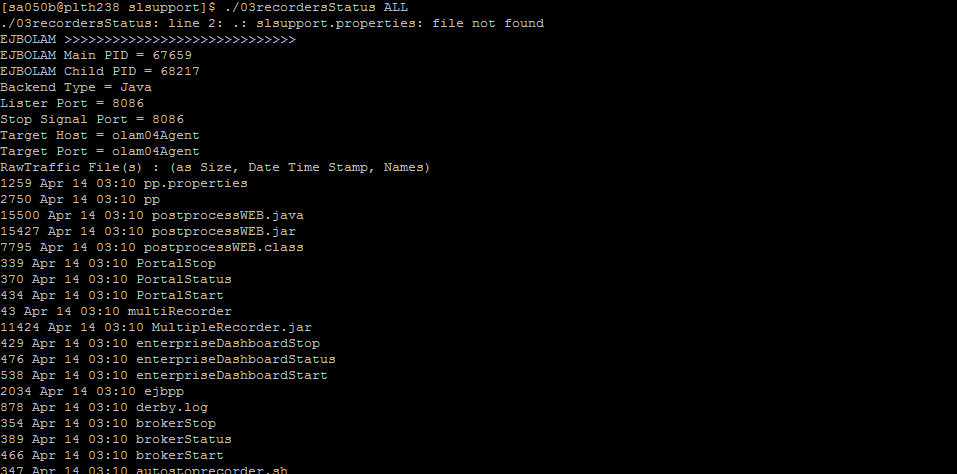 [sa050b@plth238 slsupport]$ ./03recordersStatus ALL
./03recordersStatus: line 2: .: slsupport.properties: file not found
EJBOLAM >>>>>>>>>>>>>>>>>>>>>>>>>>>>>
EJBOLAM Main PID = 67659
EJBOLAM Child PID = 68217
Backend Type = Java
Lister Port = 8086
Stop Signal Port = 8086
Target Host = olam04Agent
Target Port = olam04Agent
RawTraffic File(s) : (as Size, Date Time Stamp, Names)
1259 Apr 14 03:10 pp.properties
2750 Apr 14 03:10 pp
15500 Apr 14 03:10 postprocessWEB.java
15427 Apr 14 03:10 postprocessWEB.jar
7795 Apr 14 03:10 postprocessWEB.class
339 Apr 14 03:10 PortalStop
370 Apr 14 03:10 PortalStatus
434 Apr 14 03:10 PortalStart
43 Apr 14 03:10 multiRecorder
11424 Apr 14 03:10 MultipleRecorder.jar
429 Apr 14 03:10 enterpriseDashboardStop
476 Apr 14 03:10 enterpriseDashboardStatus
538 Apr 14 03:10 enterpriseDashboardStart
2034 Apr 14 03:10 ejbpp
878 Apr 14 03:10 derby.log
354 Apr 14 03:10 brokerStop
389 Apr 14 03:10 brokerStatus
466 Apr 14 03:10 brokerStart
347 Apr 14 03:10 autostoprecorder.sh